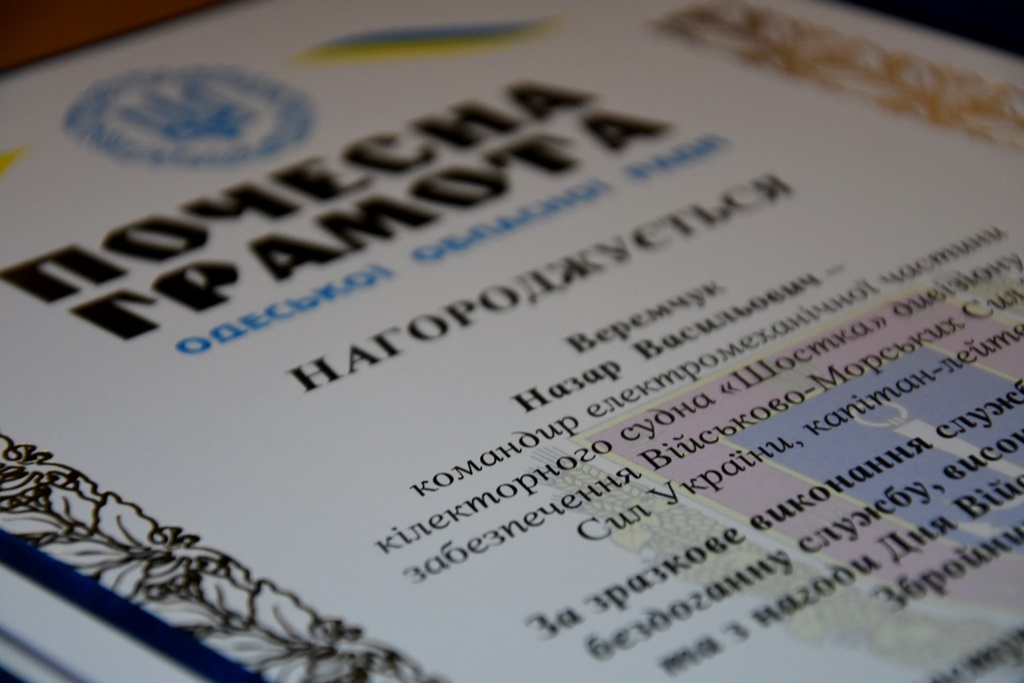 ПОЧЕСНА
ГРАМОТА
ОДЕСЬКОЇ ОБЛАСНОЇ РАДИ
НАГОРОДЖУЄТЬСЯ
Веремчук
Назар Васильович –
командир електромеханічної частини
кілекторного судна «Шостка» дивізіону
забезпечення Військово-Морських Сил
Сил України, капітан-лейте
За зразкове виконання служб
бездоганну службу, висо
та з нагоди Дня Війс
Збройни